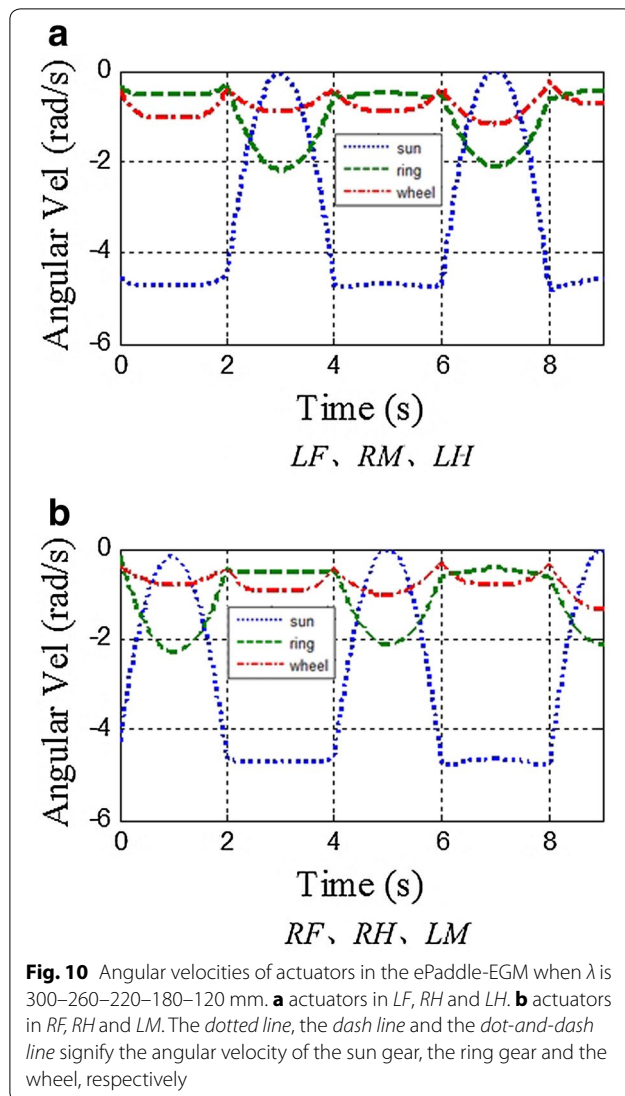 a
0
-2
-4
-6
Angular Vel (rad/s)
sun
ring
wheel
0 2 4 6 8
Time (s)
LF、RM、LH
b
0
-2
-4
-6
Angular Vel (rad/s)
sun
ring
wheel
0 2 4 6 8
Time (s)
RF、RH、LM
Fig. 10 Angular velocities of actuators in the ePaddle-EGM when λ is
300–260–220–180–120 mm. a actuators in LF, RH and LH. b actuators
in RF, RH and LM. The dotted line, the dash line and the dot-and-dash
line signify the angular velocity of the sun gear, the ring gear and the
wheel, respectively